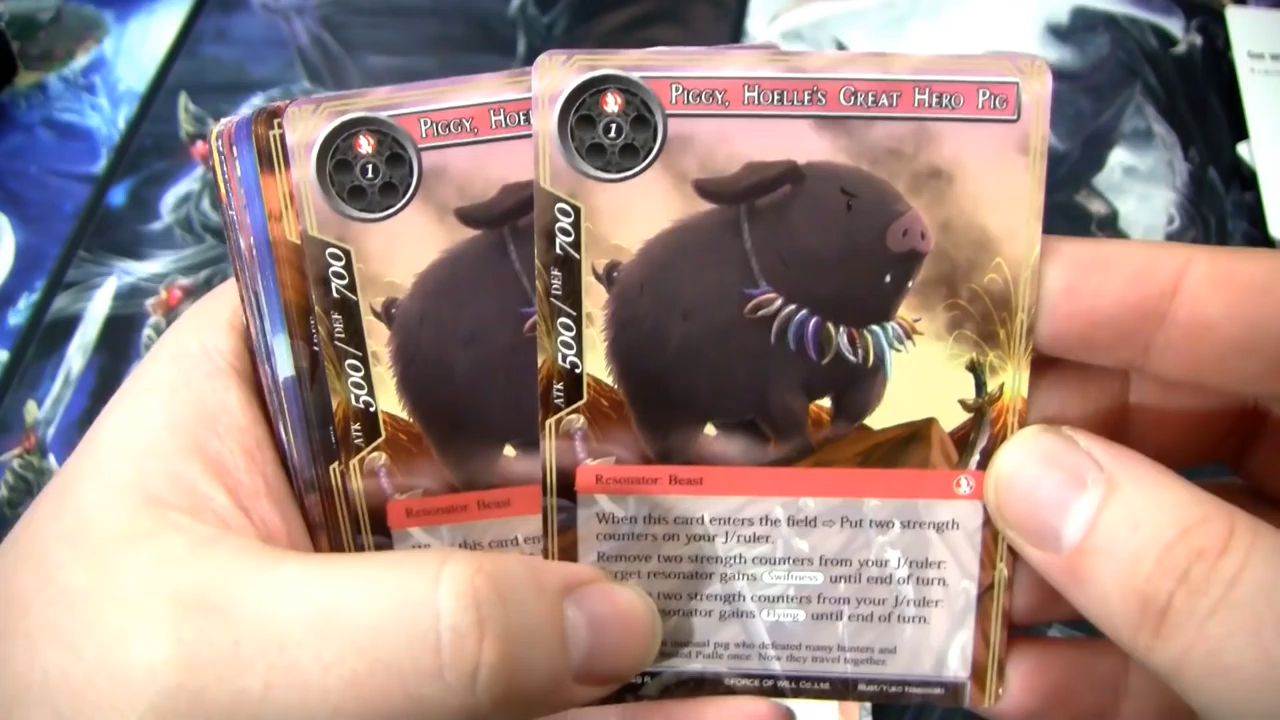 PIGGY, HOEL
1
500 / DEF 700
ATK
Resonator: Beast
this card en
PIGGY, HOELLE'S GREAT HERO PIG
1
ATK 500 / DEF 700
Resonator: Beast
When this card enters the field ⇨ Put two strength
counters on your J/ruler.
Remove two strength counters from your J/ruler:
rget resonator gains Swiftness until end of turn.
two strength counters from your J/ruler:
sonator gains Flying until end of turn.
unusual pig who defeated many hunters and
Pialle once. Now they travel together.
©FORCE OF WILL Co.,Ltd.